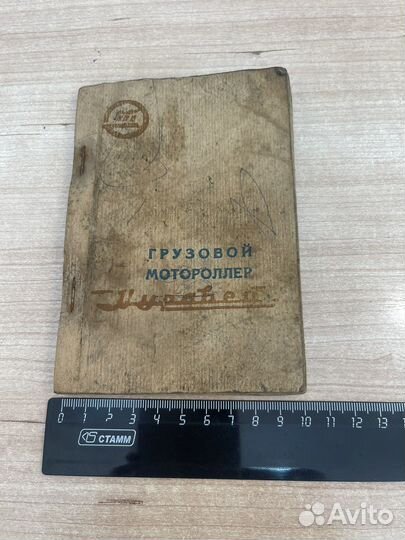 ГРУЗОВОЙ
МОТОРОЛЛЕР
Муравей
0 1 2 3 4 5 6 7 8 9 10 11 12 13
СТАММ
Avito